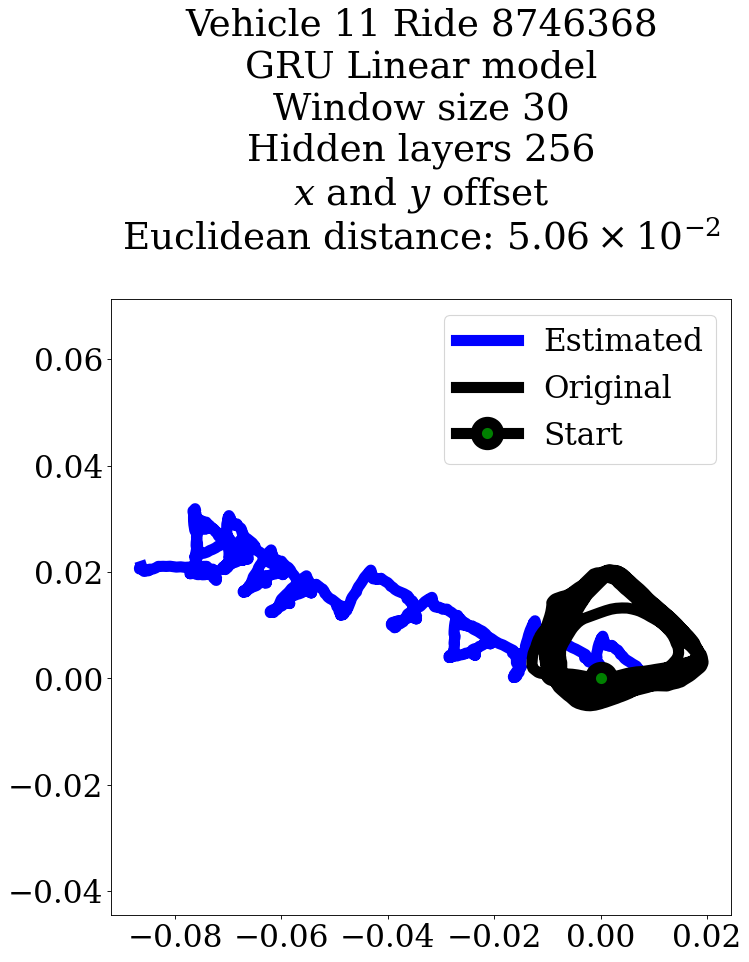 Vehicle 11 Ride 8746368
GRU Linear model
Window size 30
Hidden layers 256
x and y offset
Euclidean distance: 5.06 × 10⁻²
Estimated
Original
Start
0.06
0.04
0.02
0.00
−0.02
−0.04
−0.08 −0.06 −0.04 −0.02 0.00 0.02